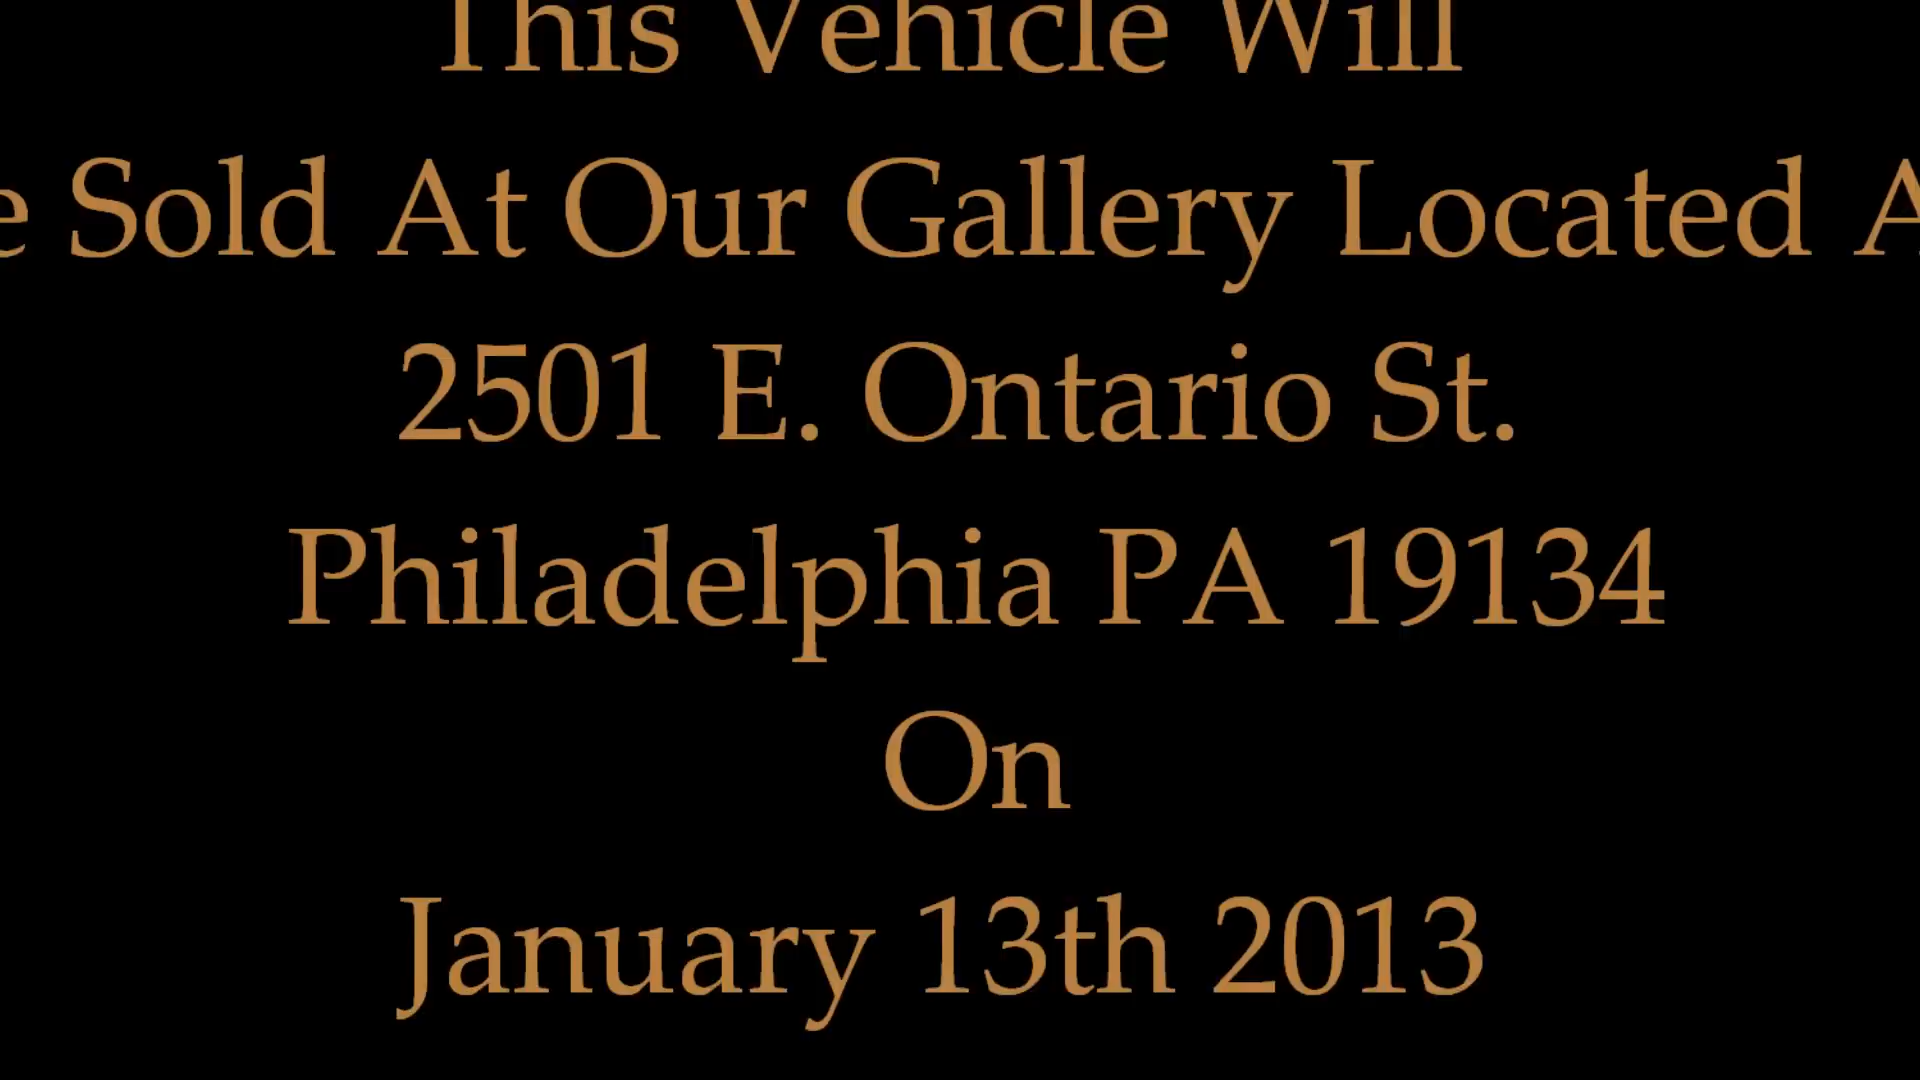 This Vehicle Will
e Sold At Our Gallery Located A
2501 E. Ontario St.
Philadelphia PA 19134
On
January 13th 2013